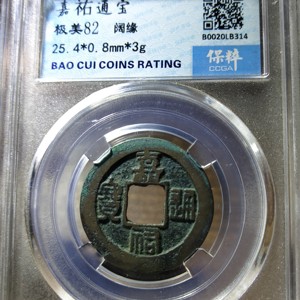 嘉祐通宝
极美82 阔缘
25.4*0.8mm*3g
BAO CUI COINS RATING
B0020LB314
保粹
COGA
嘉
寶 通
祐